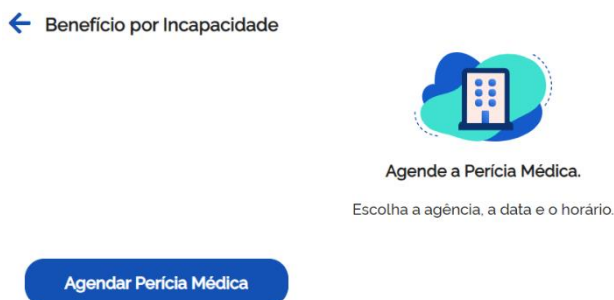 Benefício por Incapacidade
Agende a Perícia Médica.
Escolha a agência, a data e o horário.
Agendar Perícia Médica